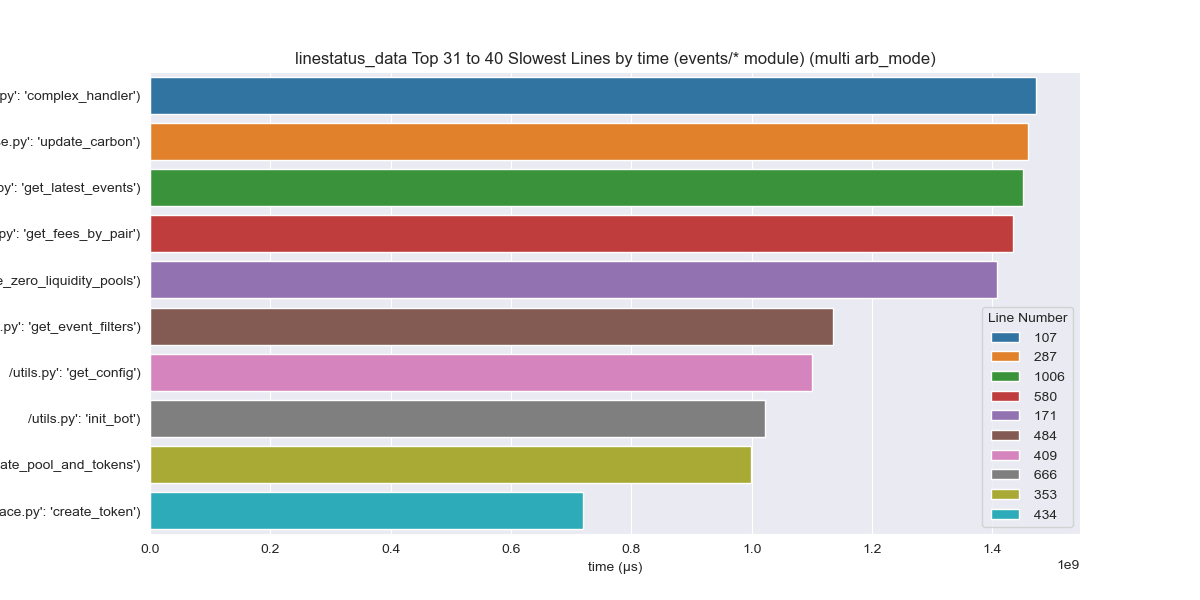 linestatus_data Top 31 to 40 Slowest Lines by time (events/* module) (multi arb_mode)
py': 'complex_handler')
e.py': 'update_carbon')
py': 'get_latest_events')
py': 'get_fees_by_pair')
e_zero_liquidity_pools')
.py': 'get_event_filters')
/utils.py': 'get_config')
/utils.py': 'init_bot')
ate_pool_and_tokens')
ace.py': 'create_token')
Line Number
107
287
1006
580
171
484
409
666
353
434
0.0 0.2 0.4 0.6 0.8 1.0 1.2 1.4
time (µs)
1e9